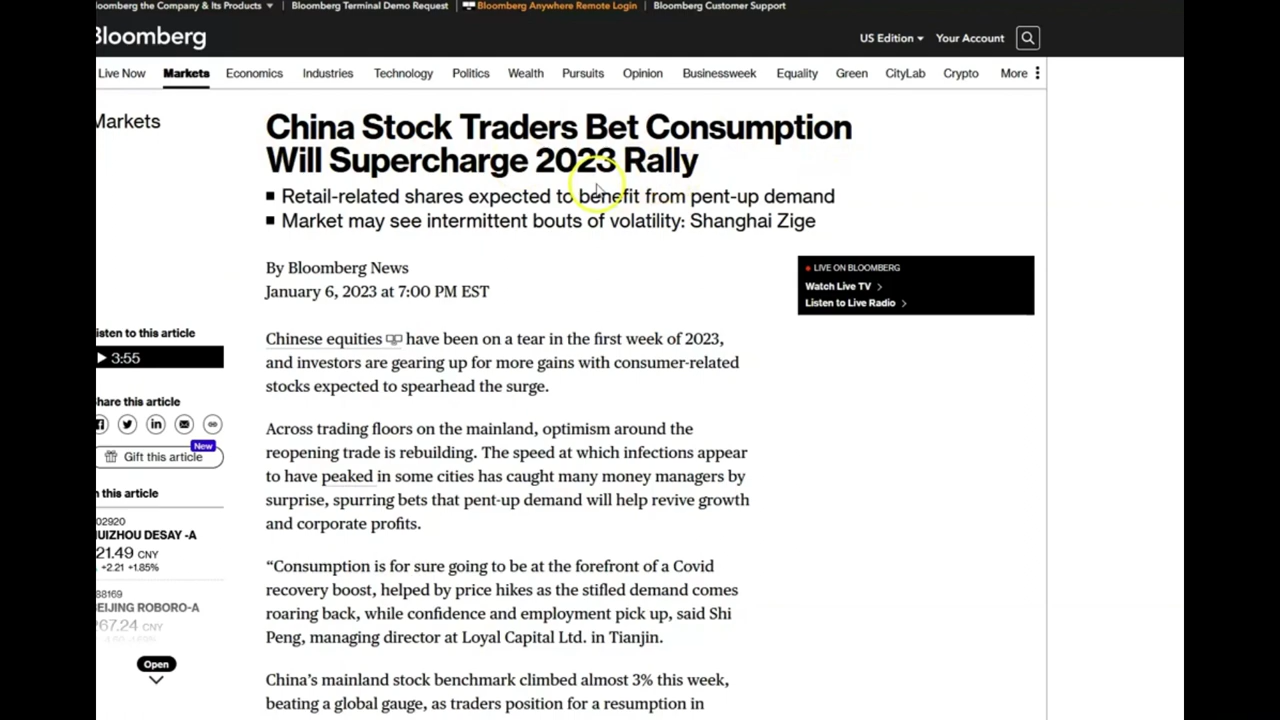 the Company & Its Products
Bloomberg Terminal Demo Request
Bloomberg Anywhere Remote Login
Bloomberg Customer Support
Bloomberg
US Edition
Your Account
Live Now
Markets
Economics
Industries
Technology
Politics
Wealth
Pursuits
Opinion
Businessweek
Equality
Green
CityLab
Crypto
More
Markets
China Stock Traders Bet Consumption
Will Supercharge 2023 Rally
Retail-related shares expected to benefit from pent-up demand
Market may see intermittent bouts of volatility: Shanghai Zige
By Bloomberg News
January 6, 2023 at 7:00 PM EST
LIVE ON BLOOMBERG
Watch Live TV
Listen to Live Radio
isten to this article
3:55
hare this article
New
Gift this article
n this article
02920
UIZHOU DESAY -A
21.49 CNY
+2.21 +1.85%
88169
BEIJING ROBORO-A
267.24 CNY
Open
Chinese equities have been on a tear in the first week of 2023,
and investors are gearing up for more gains with consumer-related
stocks expected to spearhead the surge.
Across trading floors on the mainland, optimism around the
reopening trade is rebuilding. The speed at which infections appear
to have peaked in some cities has caught many money managers by
surprise, spurring bets that pent-up demand will help revive growth
and corporate profits.
“Consumption is for sure going to be at the forefront of a Covid
recovery boost, helped by price hikes as the stifled demand comes
roaring back, while confidence and employment pick up, said Shi
Peng, managing director at Loyal Capital Ltd. in Tianjin.
China’s mainland stock benchmark climbed almost 3% this week,
beating a global gauge, as traders position for a resumption in